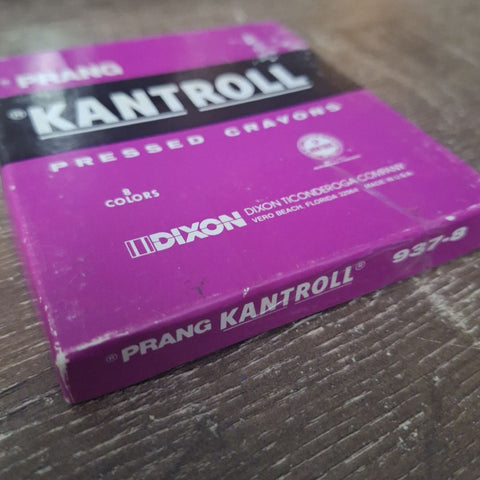 ® PRANG
® KANTROLL
PRESSED CRAYONS
8
COLORS
DIXON DIXON TICONDEROGA COMPANY
VERO BEACH, FLORIDA 32964 MADE IN U.S.A.
® PRANG KANTROLL® 937-8